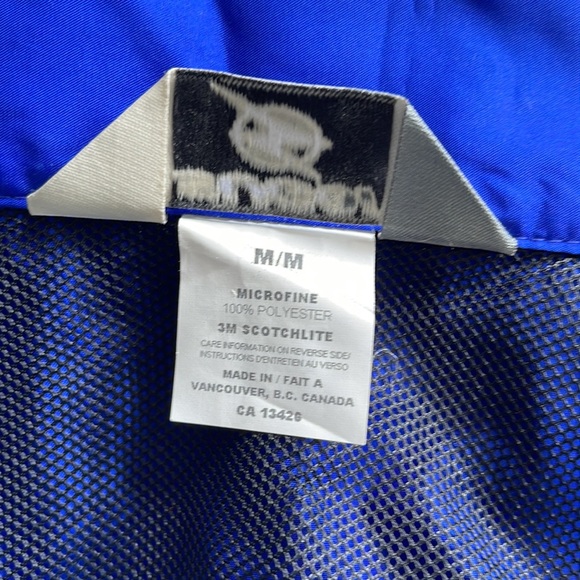 M/M
MICROFINE
100% POLYESTER
3M SCOTCHLITE
CARE INFORMATION ON REVERSE SIDE/
INSTRUCTIONS D'ENTRETIEN AU VERSO
MADE IN / FAIT A
VANCOUVER, B.C. CANADA
CA 13426